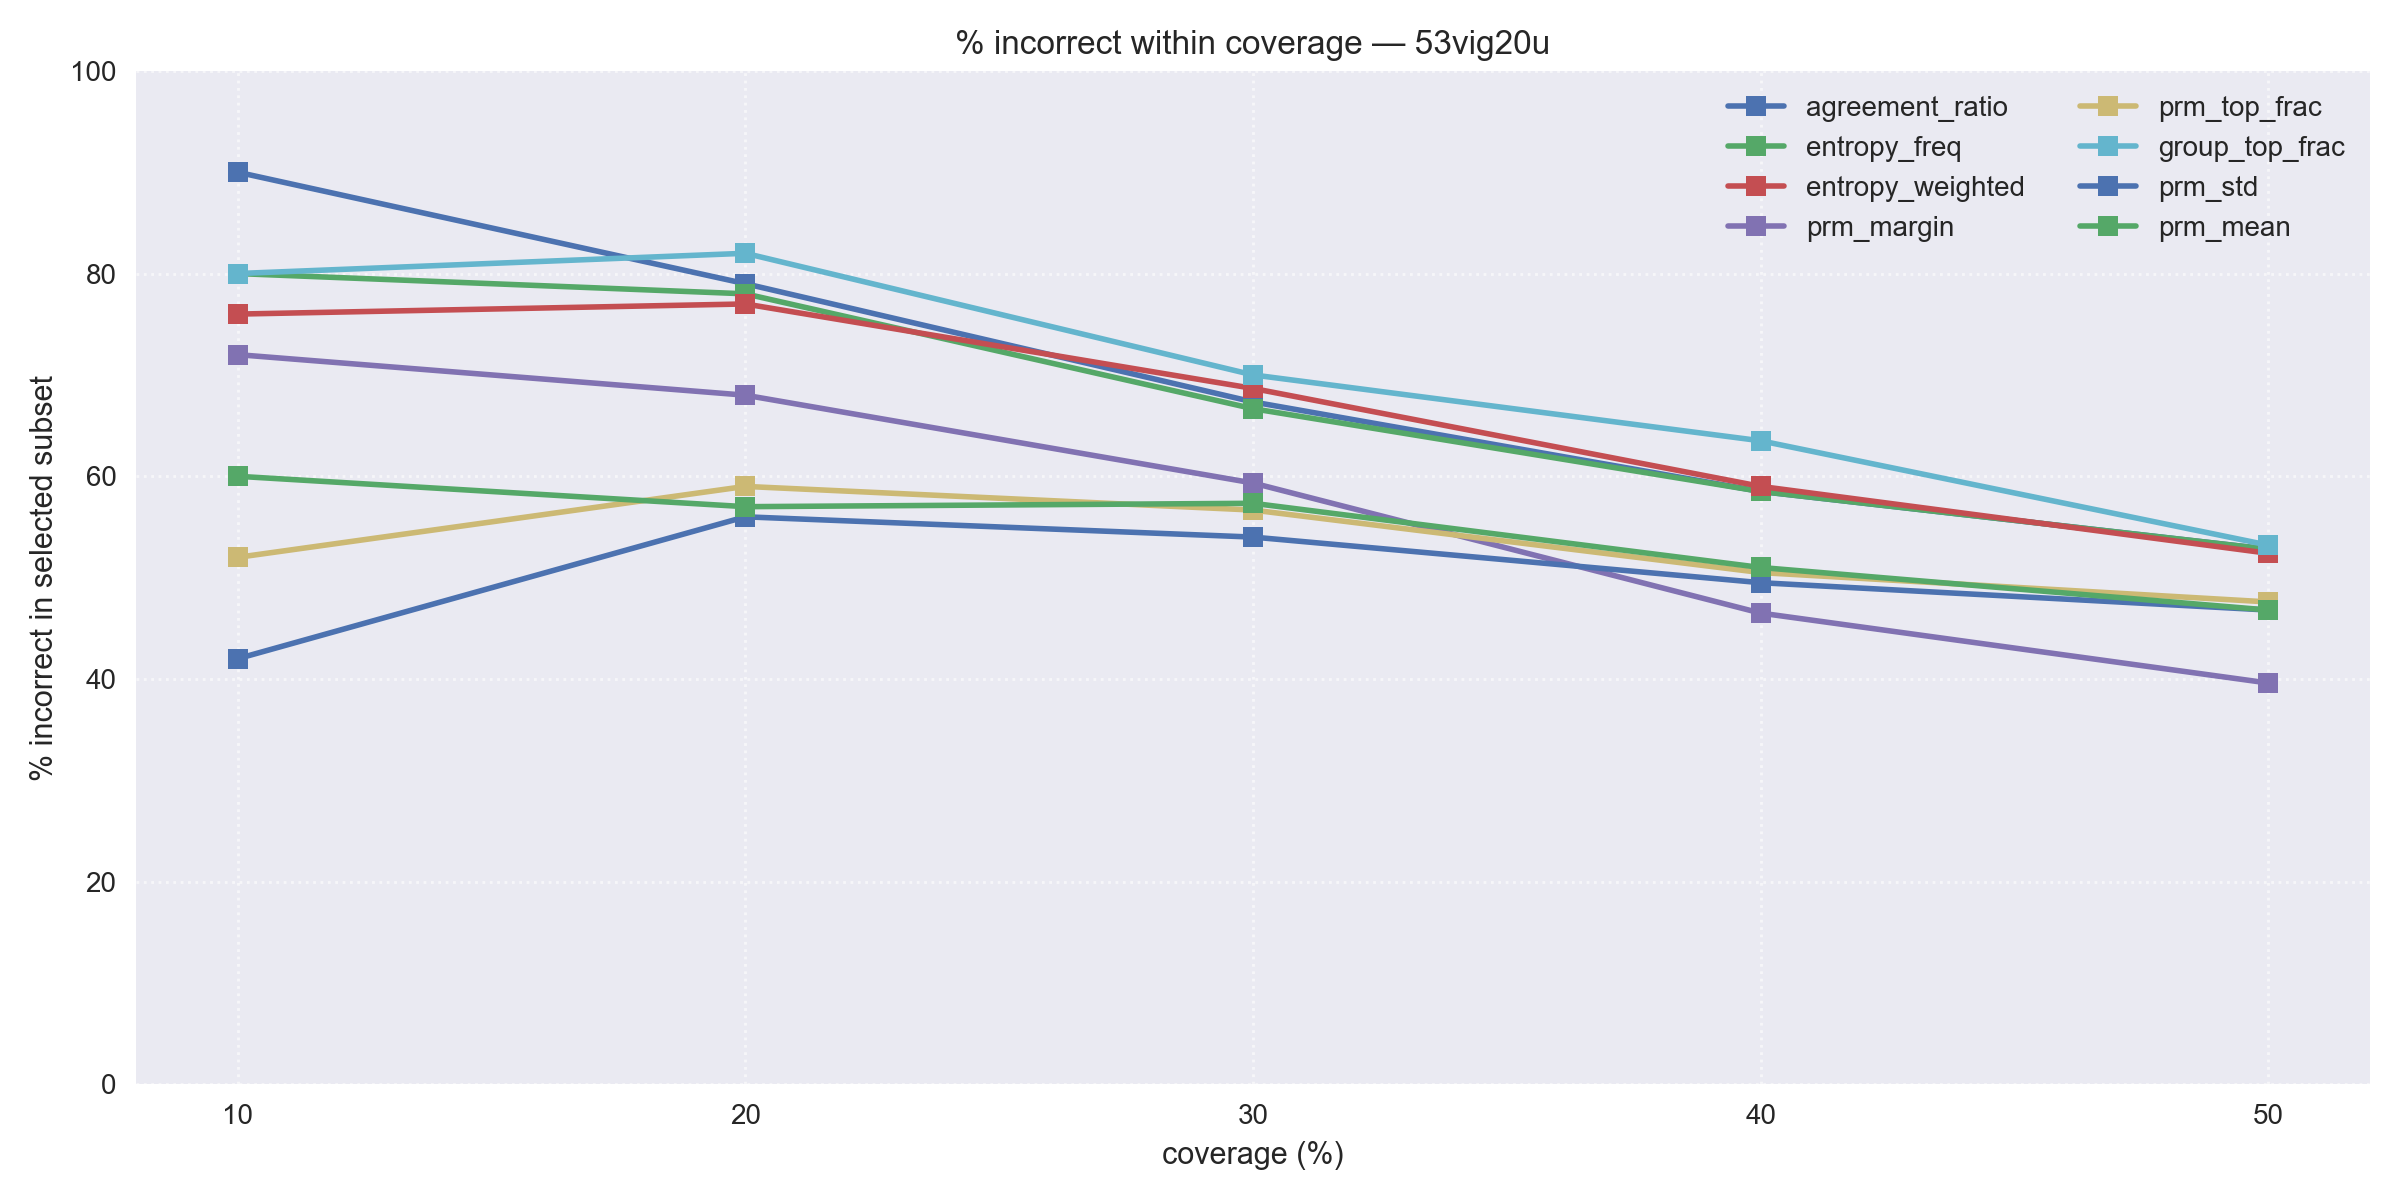 % incorrect within coverage — 53vig20u
% incorrect in selected subset
100
80
60
40
20
0
agreement_ratio
entropy_freq
entropy_weighted
prm_margin
prm_top_frac
group_top_frac
prm_std
prm_mean
10 20 30 40 50
coverage (%)